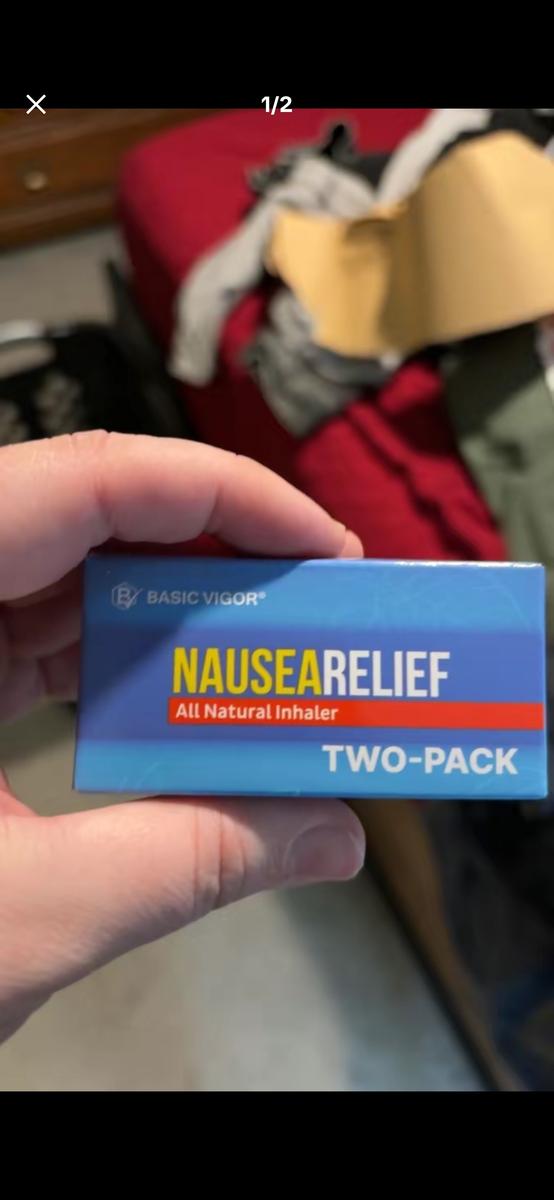 1/2
BASIC VIGOR®
NAUSEARELIEF
All Natural Inhaler
TWO-PACK